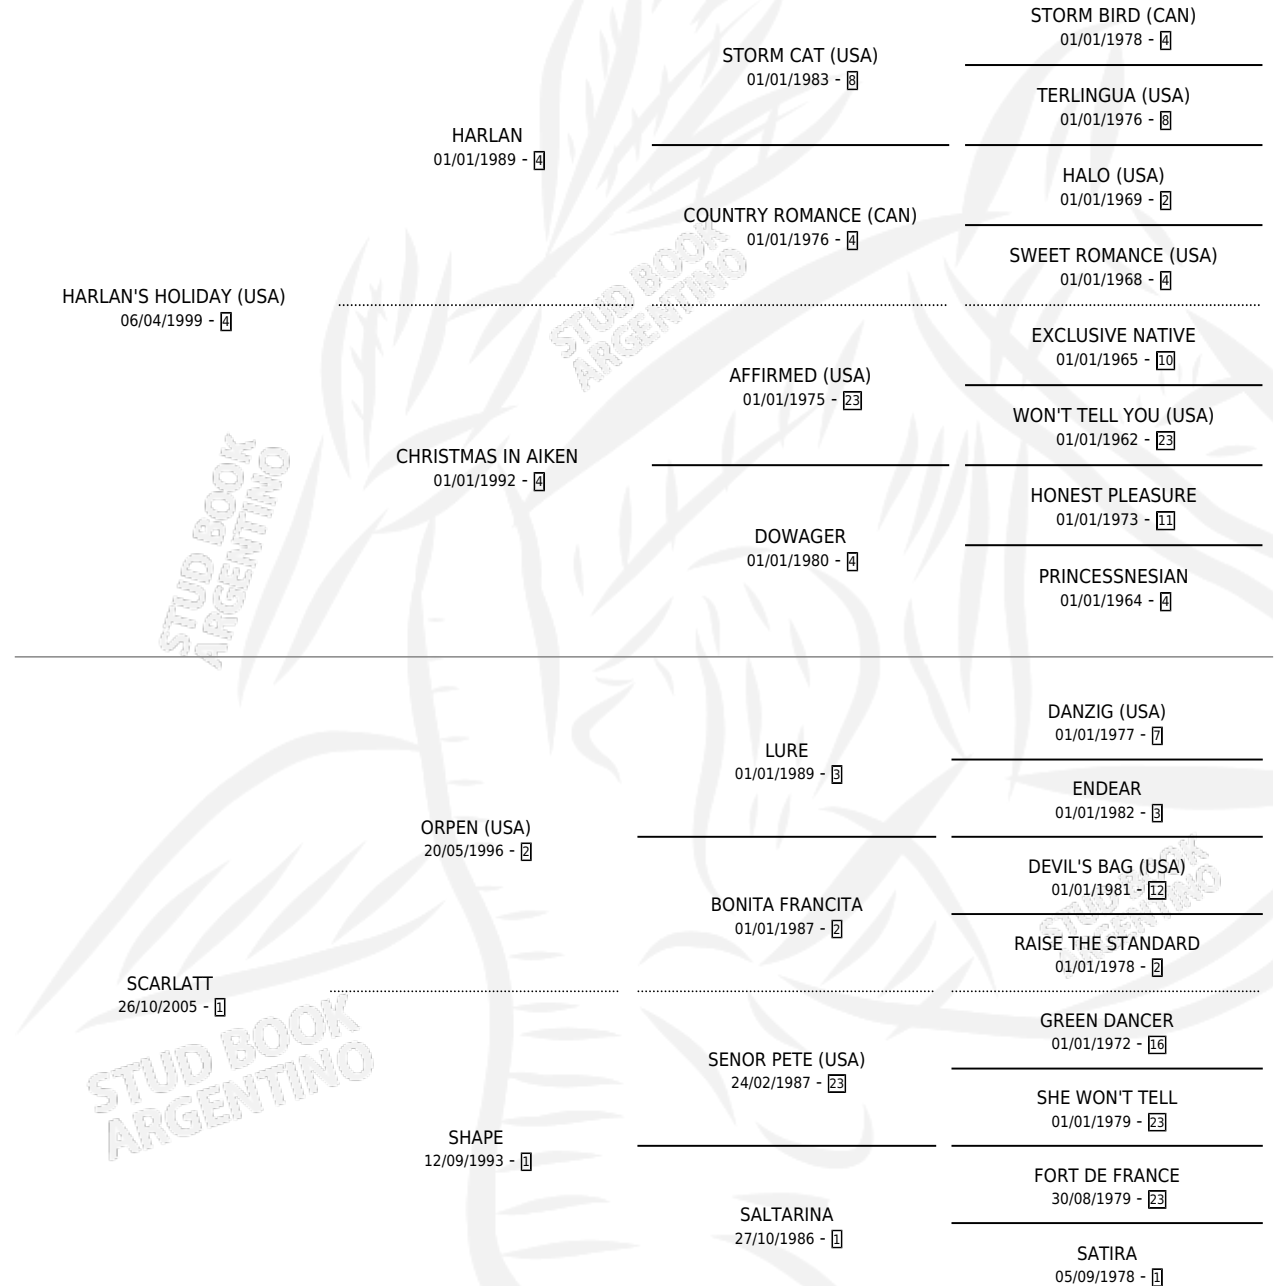 STORM BIRD (CAN)
01/01/1978 - 4
STORM CAT (USA)
01/01/1983 - 8
TERLINGUA (USA)
01/01/1976 - 8
HARLAN
01/01/1989 - 4
HALO (USA)
01/01/1969 - 2
COUNTRY ROMANCE (CAN)
01/01/1976 - 4
SWEET ROMANCE (USA)
01/01/1968 - 4
HARLAN'S HOLIDAY (USA)
06/04/1999 - 4
EXCLUSIVE NATIVE
01/01/1965 - 10
AFFIRMED (USA)
01/01/1975 - 23
WON'T TELL YOU (USA)
01/01/1962 - 23
CHRISTMAS IN AIKEN
01/01/1992 - 4
HONEST PLEASURE
01/01/1973 - 11
DOWAGER
01/01/1980 - 4
PRINCESSNESIAN
01/01/1964 - 4
STUD BOOK
ARGENTINO
STUD BOOK
ARGENTINO
DANZIG (USA)
01/01/1977 - 7
LURE
01/01/1989 - 3
ENDEAR
01/01/1982 - 3
ORPEN (USA)
20/05/1996 - 2
DEVIL'S BAG (USA)
01/01/1981 - 12
BONITA FRANCITA
01/01/1987 - 2
RAISE THE STANDARD
01/01/1978 - 2
SCARLATT
26/10/2005 - 1
GREEN DANCER
01/01/1972 - 16
SENOR PETE (USA)
24/02/1987 - 23
SHE WON'T TELL
01/01/1979 - 23
SHAPE
12/09/1993 - 1
FORT DE FRANCE
30/08/1979 - 23
SALTARINA
27/10/1986 - 1
SATIRA
05/09/1978 - 1
STUD BOOK
ARGENTINO
STUD BOOK
ARGENTINO